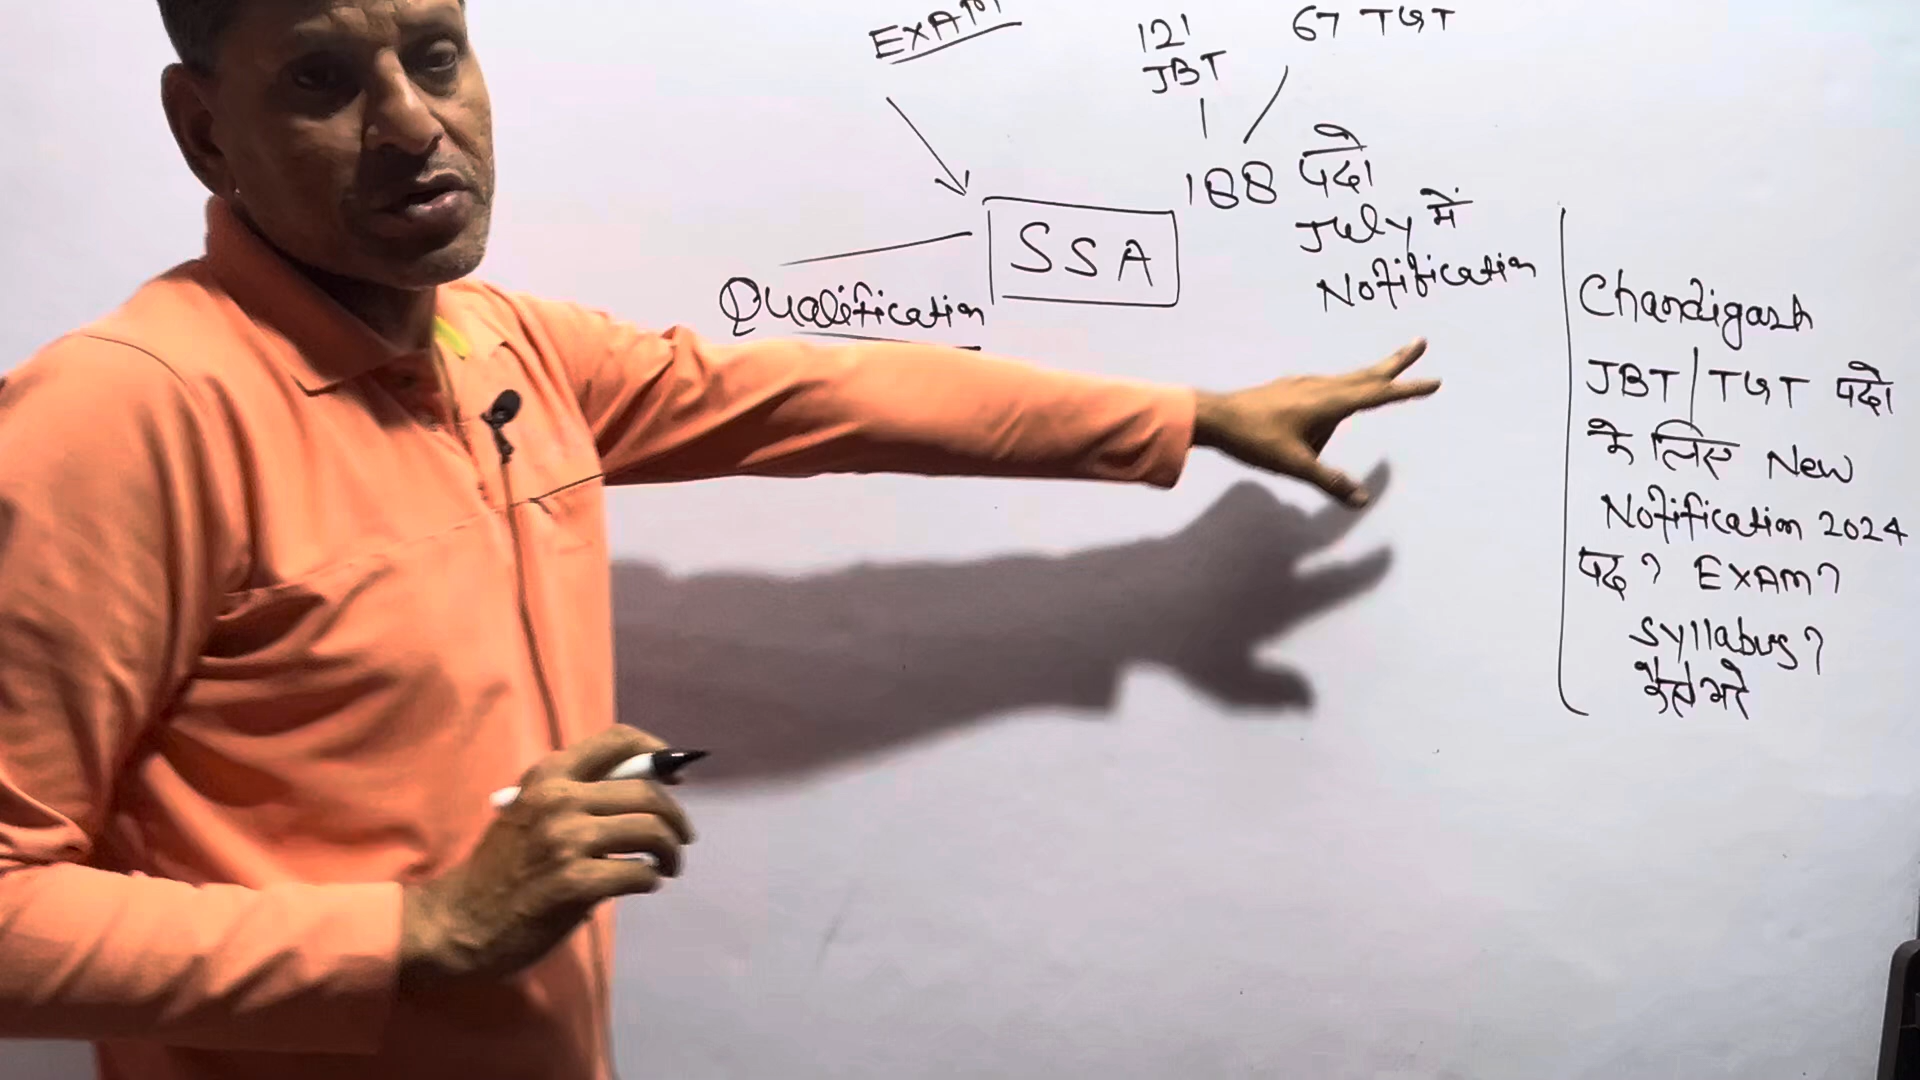 EXAM
121
JBT
67 TGT
188 पदो
July में
Notification
SSA
Qualification
Chandigarh
JBT/TGT पदो
के लिए New
Notification 2024
पद? EXAM?
Syllabus?
कैसे भरे